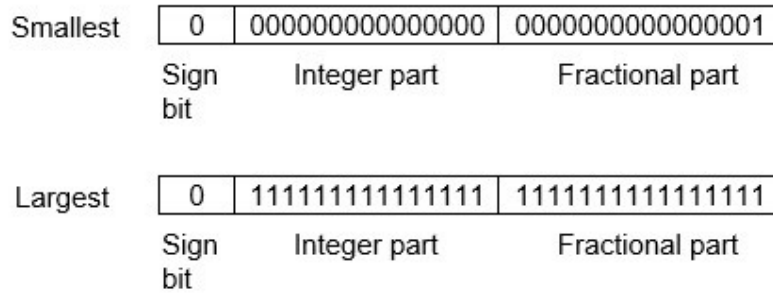 Smallest 0 000000000000000 0000000000000001
Sign bit Integer part Fractional part
Largest 0 111111111111111 1111111111111111
Sign bit Integer part Fractional part